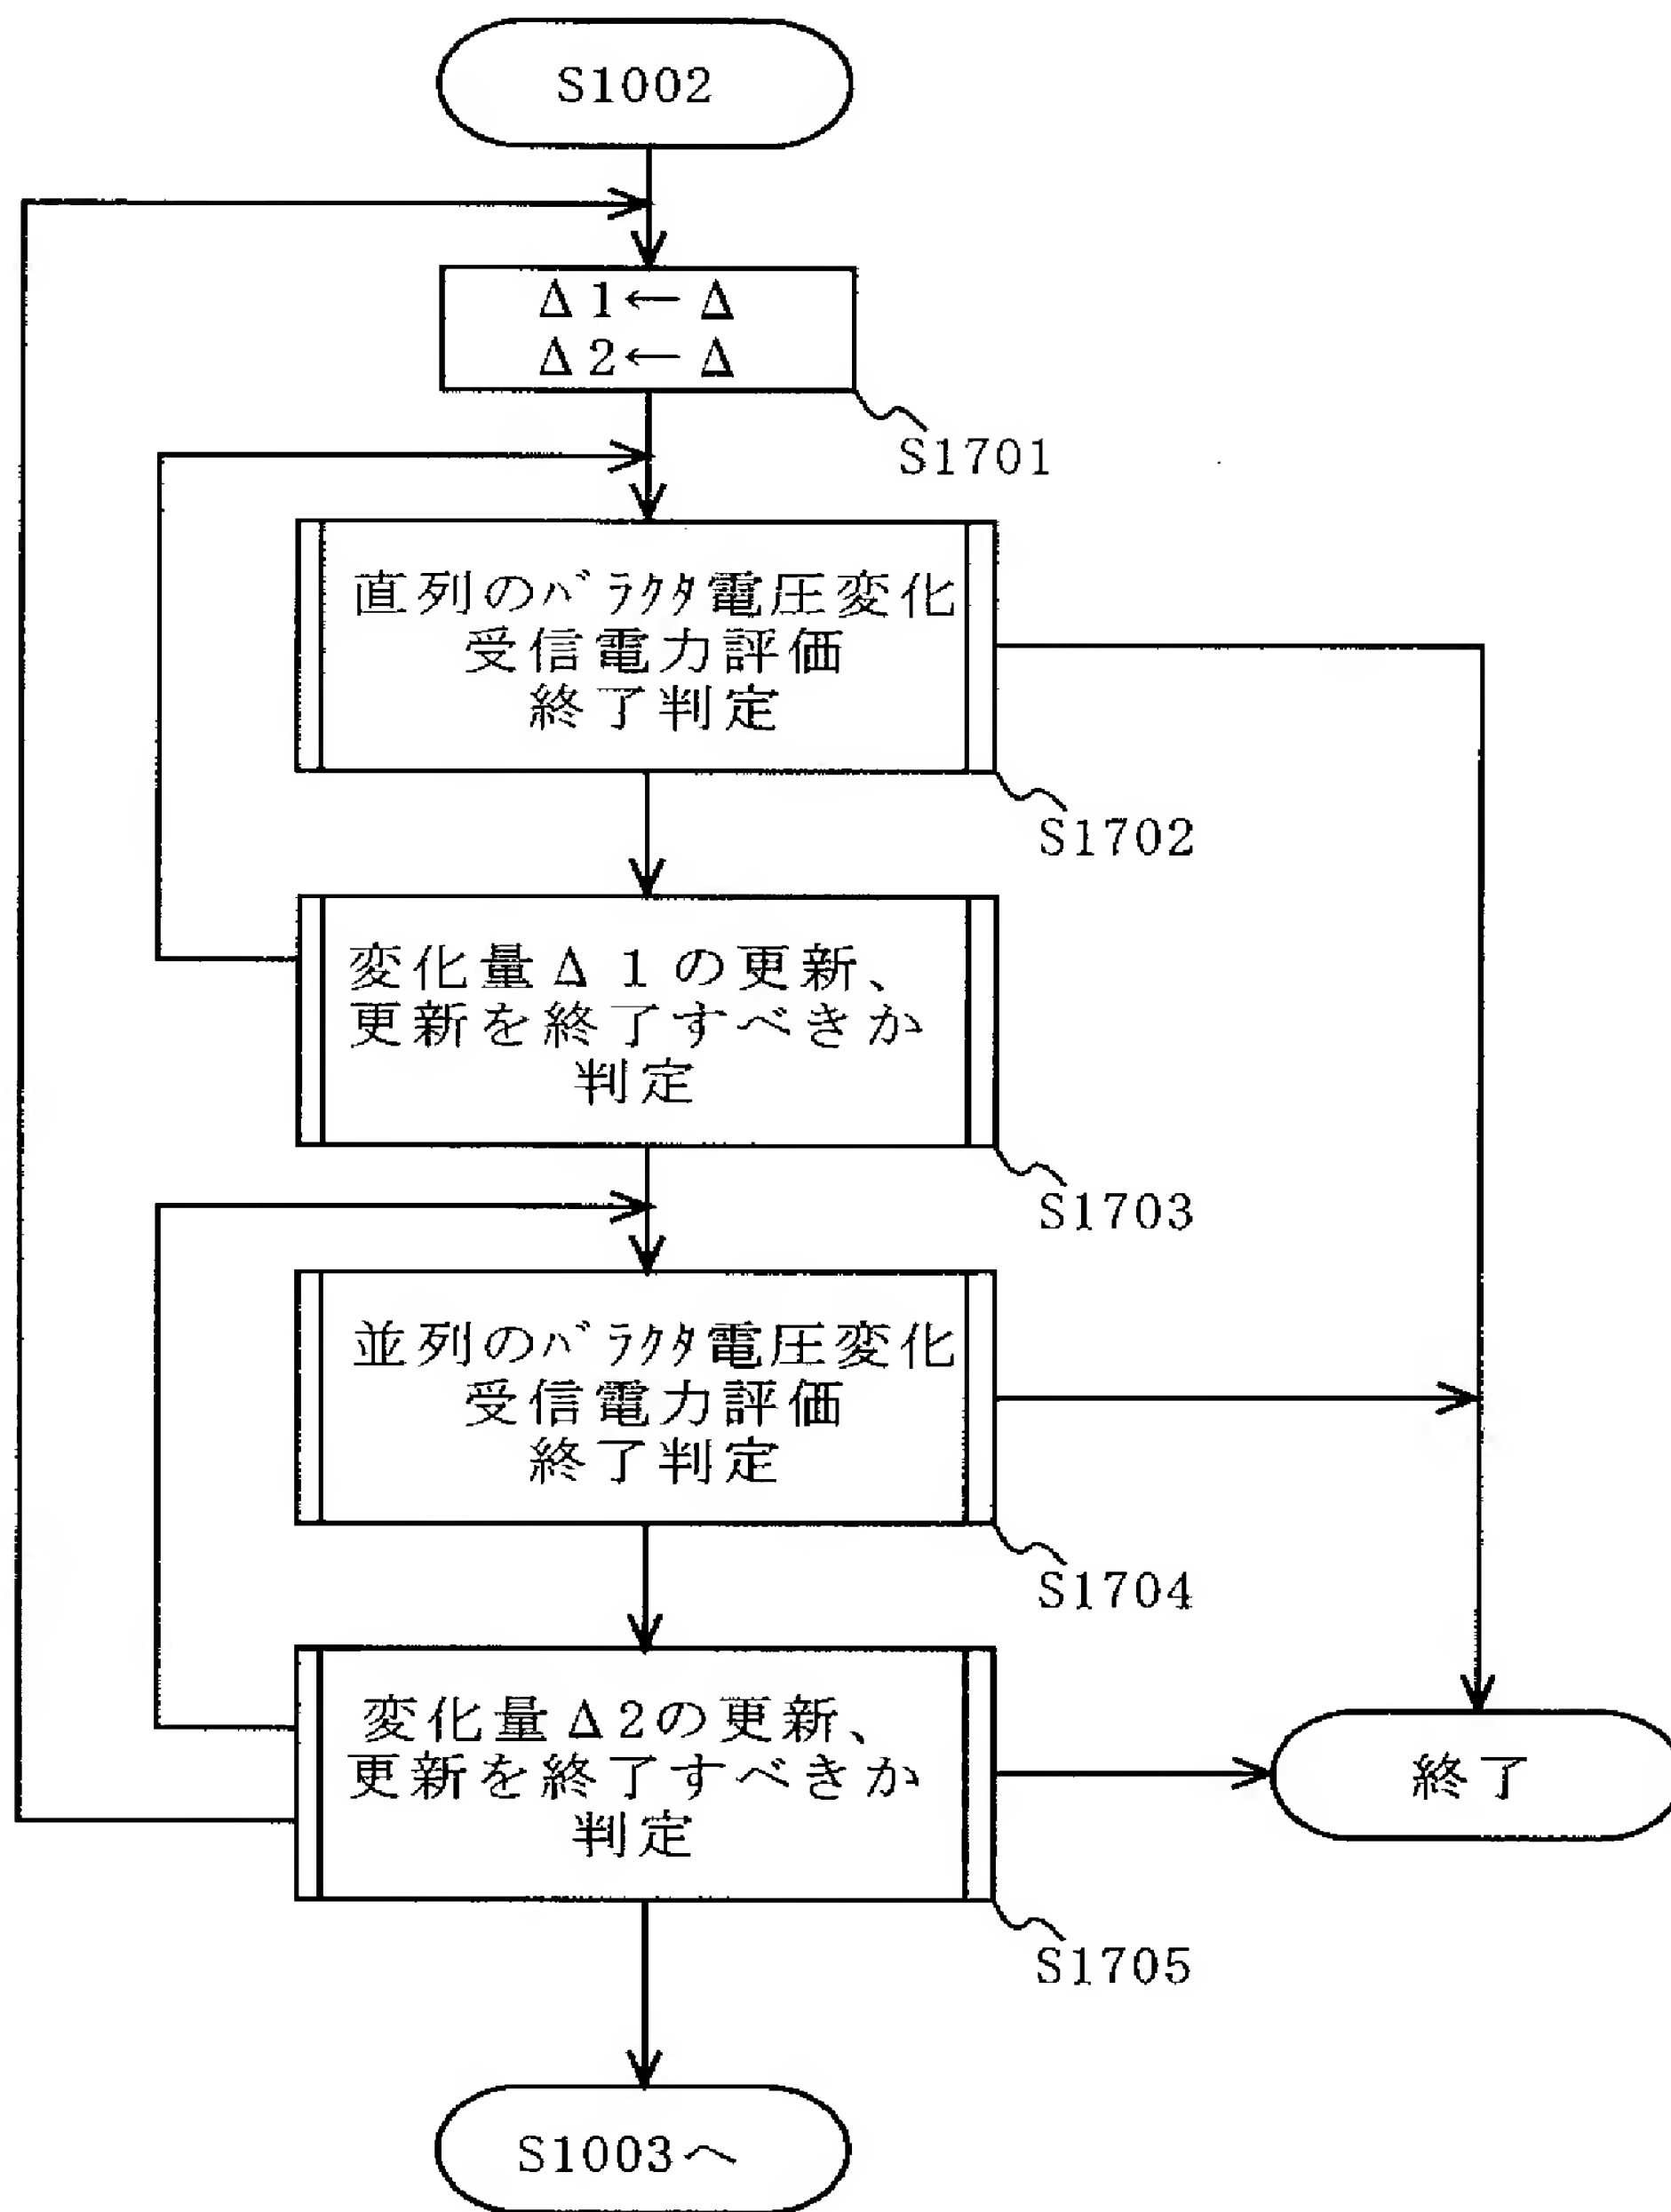 S1002
Δ1←Δ
Δ2←Δ
S1701
直列のバラクタ電圧変化
受信電力評価
終了判定
S1702
変化量Δ1の更新、
更新を終了すべきか
判定
S1703
並列のバラクタ電圧変化
受信電力評価
終了判定
S1704
変化量Δ2の更新、
更新を終了すべきか
判定
終了
S1705
S1003へ